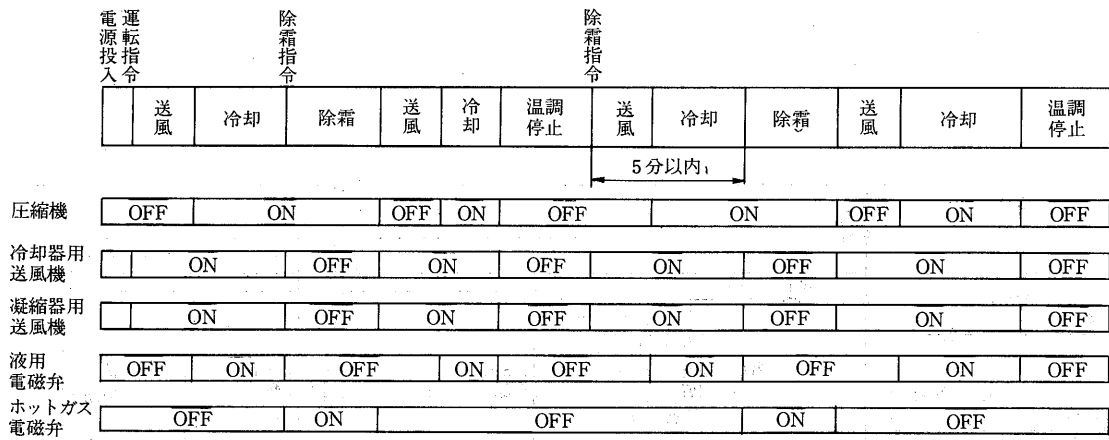 電源投入
運転指令
除霜指令
除霜指令
送風
冷却
除霜
送風
冷却
温調停止
送風
冷却
除霜
送風
冷却
温調停止
5分以内
圧縮機 OFF ON OFF ON OFF ON OFF ON OFF
冷却器用
送風機 ON OFF ON OFF ON OFF ON OFF
凝縮器用
送風機 ON OFF ON OFF ON OFF ON OFF
液用
電磁弁 OFF ON OFF ON OFF ON OFF ON OFF
ホットガス
電磁弁 OFF ON OFF ON OFF